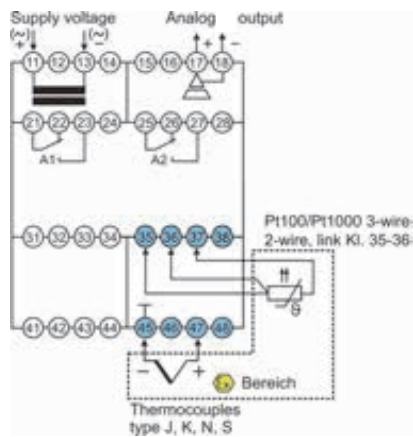 Supply voltage Analog output
(~) (~)
+ − + −
11 12 13 14 15 16 17 18
21 22 23 24 25 26 27 28
A1 A2
Pt100/Pt1000 3-wire
2-wire, link Kl. 35-36
31 32 33 34 35 36 37 38
41 42 43 44 45 46 47 48
− +
Bereich
Thermocouples
type J, K, N, S